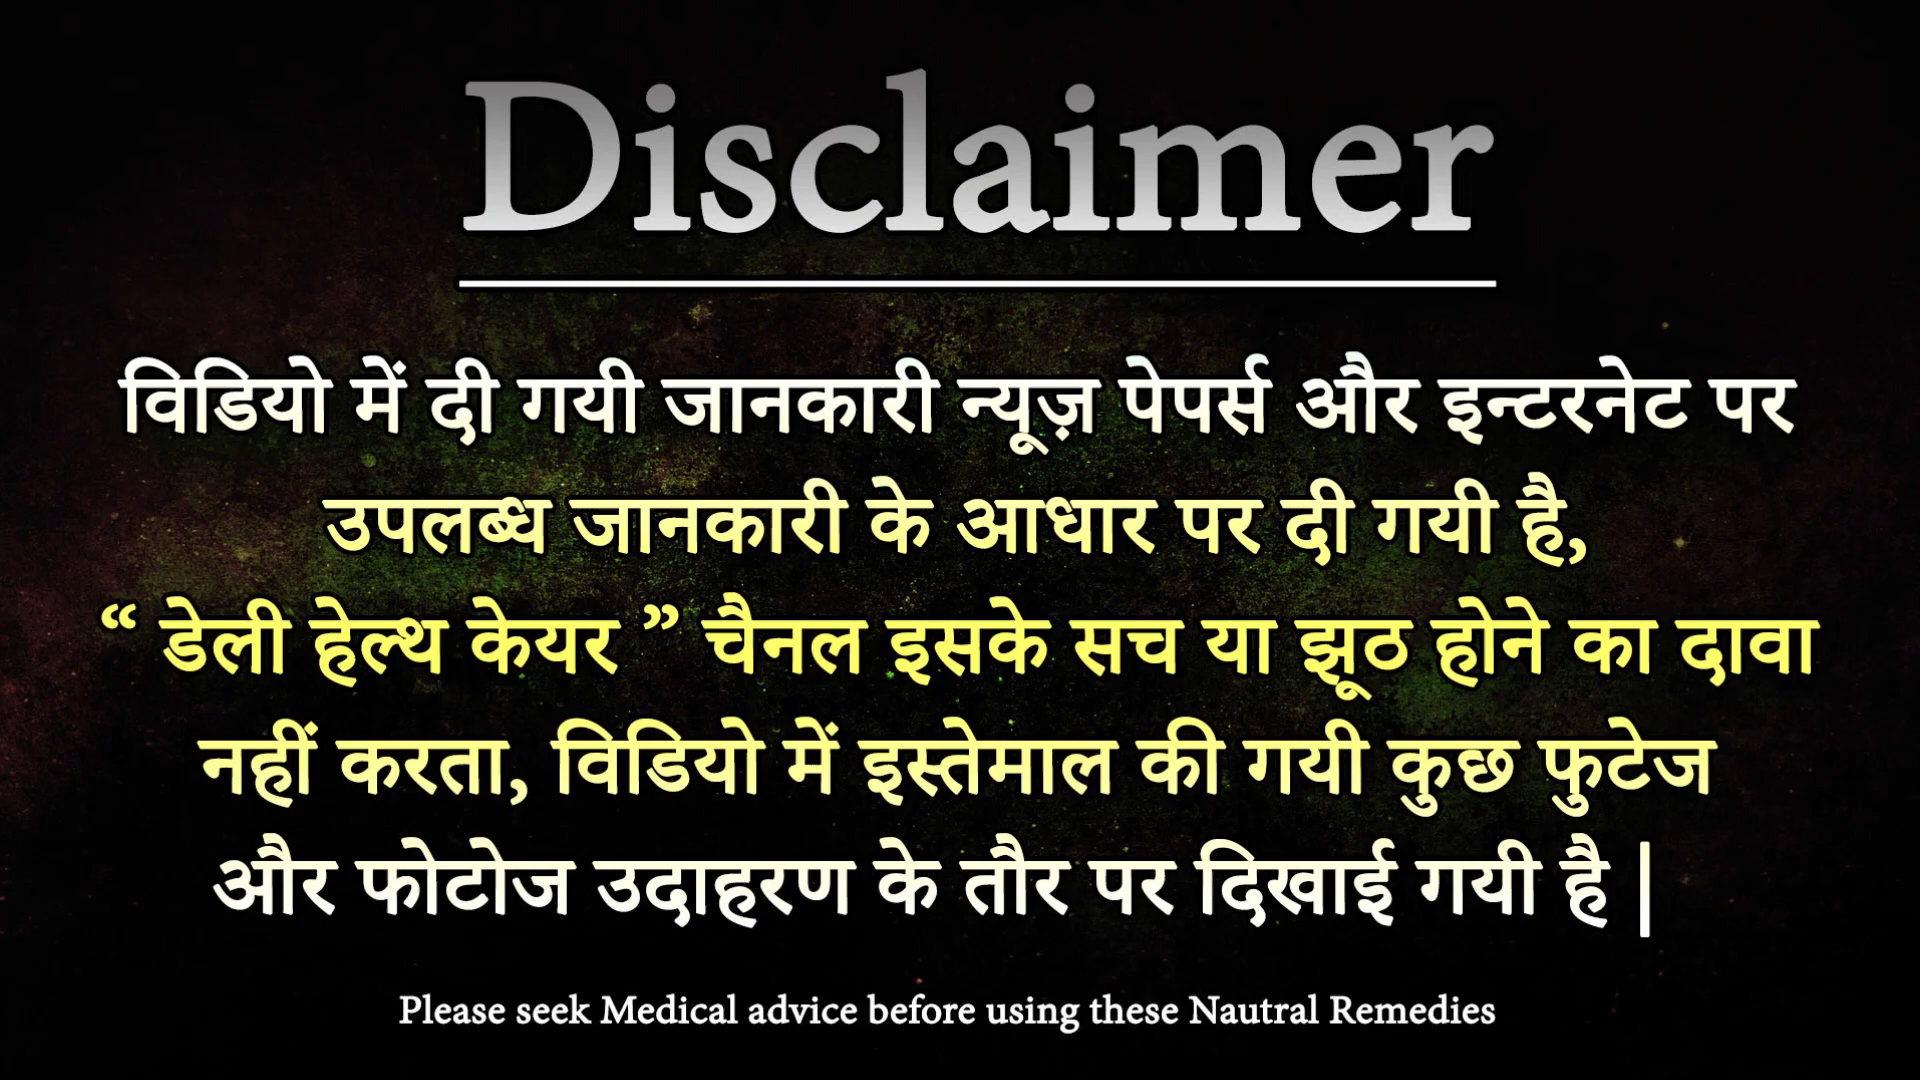 Disclaimer
विडियो में दी गयी जानकारी न्यूज़ पेपर्स और इन्टरनेट पर
उपलब्ध जानकारी के आधार पर दी गयी है,
“ डेली हेल्थ केयर ” चैनल इसके सच या झूठ होने का दावा
नहीं करता, विडियो में इस्तेमाल की गयी कुछ फुटेज
और फोटोज उदाहरण के तौर पर दिखाई गयी है |
Please seek Medical advice before using these Nautral Remedies